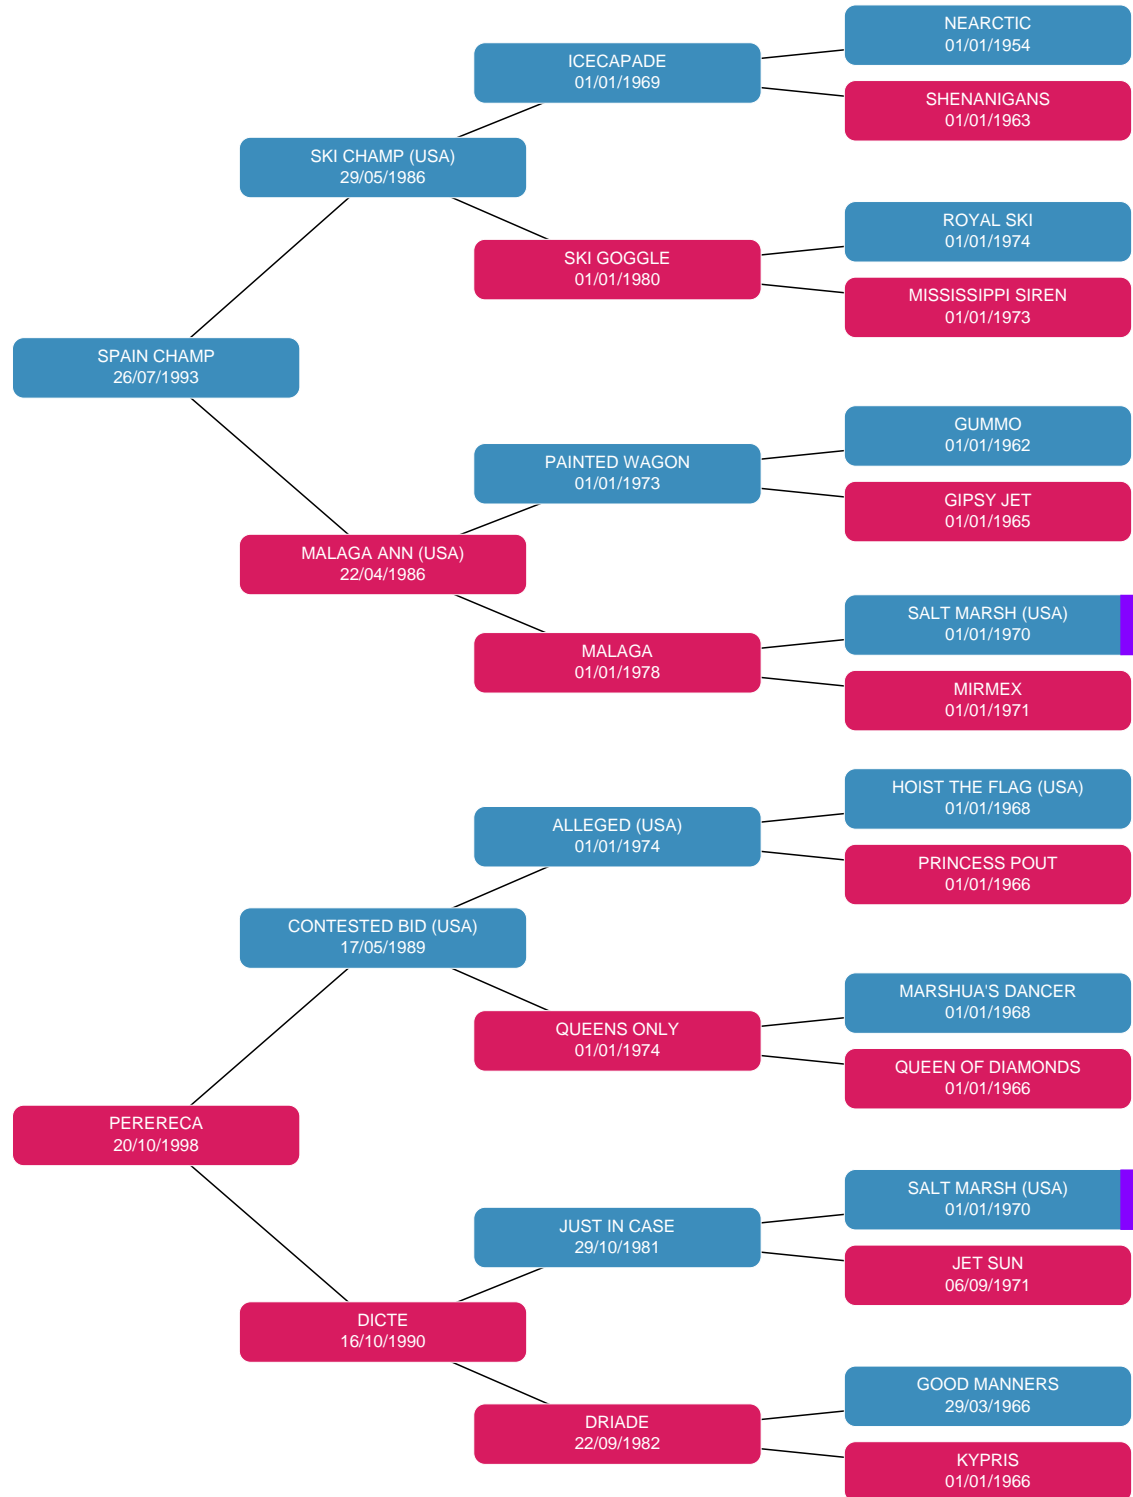 NEARCTIC
01/01/1954
ICECAPADE
01/01/1969
SHENANIGANS
01/01/1963
SKI CHAMP (USA)
29/05/1986
ROYAL SKI
01/01/1974
SKI GOGGLE
01/01/1980
MISSISSIPPI SIREN
01/01/1973
SPAIN CHAMP
26/07/1993
GUMMO
01/01/1962
PAINTED WAGON
01/01/1973
GIPSY JET
01/01/1965
MALAGA ANN (USA)
22/04/1986
SALT MARSH (USA)
01/01/1970
MALAGA
01/01/1978
MIRMEX
01/01/1971
HOIST THE FLAG (USA)
01/01/1968
ALLEGED (USA)
01/01/1974
PRINCESS POUT
01/01/1966
CONTESTED BID (USA)
17/05/1989
MARSHUA'S DANCER
01/01/1968
QUEENS ONLY
01/01/1974
QUEEN OF DIAMONDS
01/01/1966
PERERECA
20/10/1998
SALT MARSH (USA)
01/01/1970
JUST IN CASE
29/10/1981
JET SUN
06/09/1971
DICTE
16/10/1990
GOOD MANNERS
29/03/1966
DRIADE
22/09/1982
KYPRIS
01/01/1966